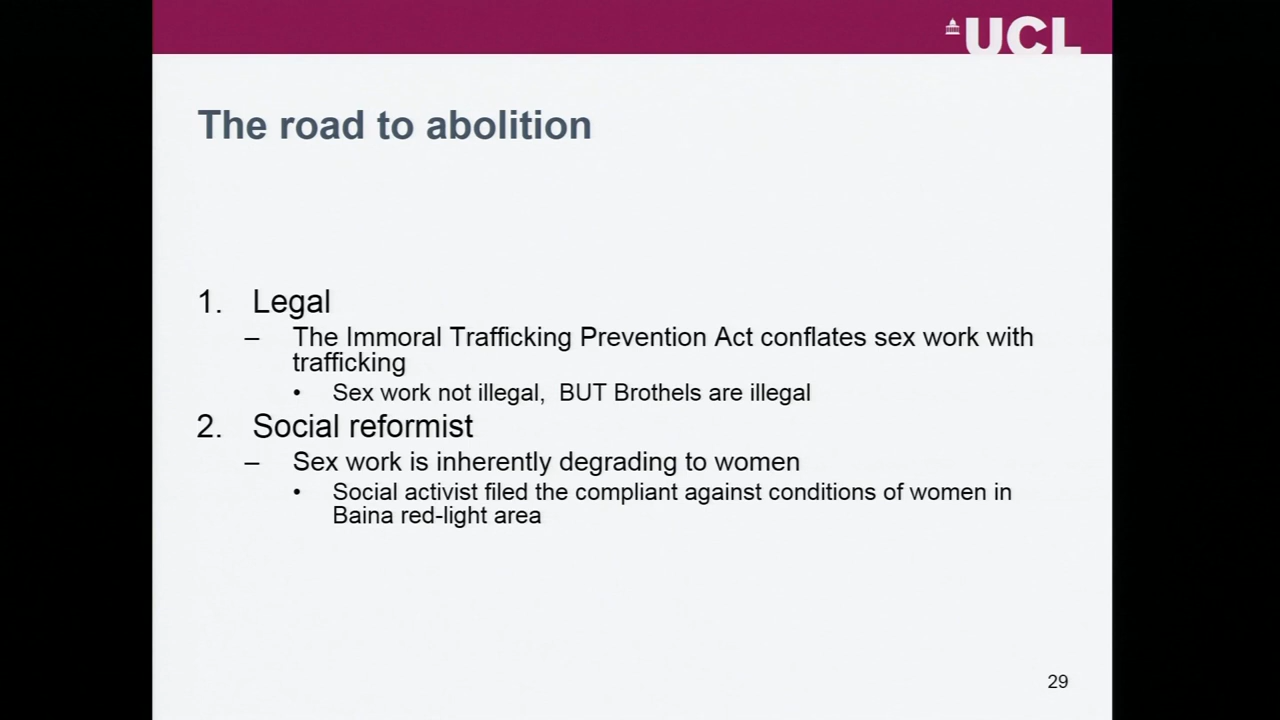 UCL
The road to abolition
1. Legal
– The Immoral Trafficking Prevention Act conflates sex work with
trafficking
• Sex work not illegal, BUT Brothels are illegal
2. Social reformist
– Sex work is inherently degrading to women
• Social activist filed the compliant against conditions of women in
Baina red-light area
29